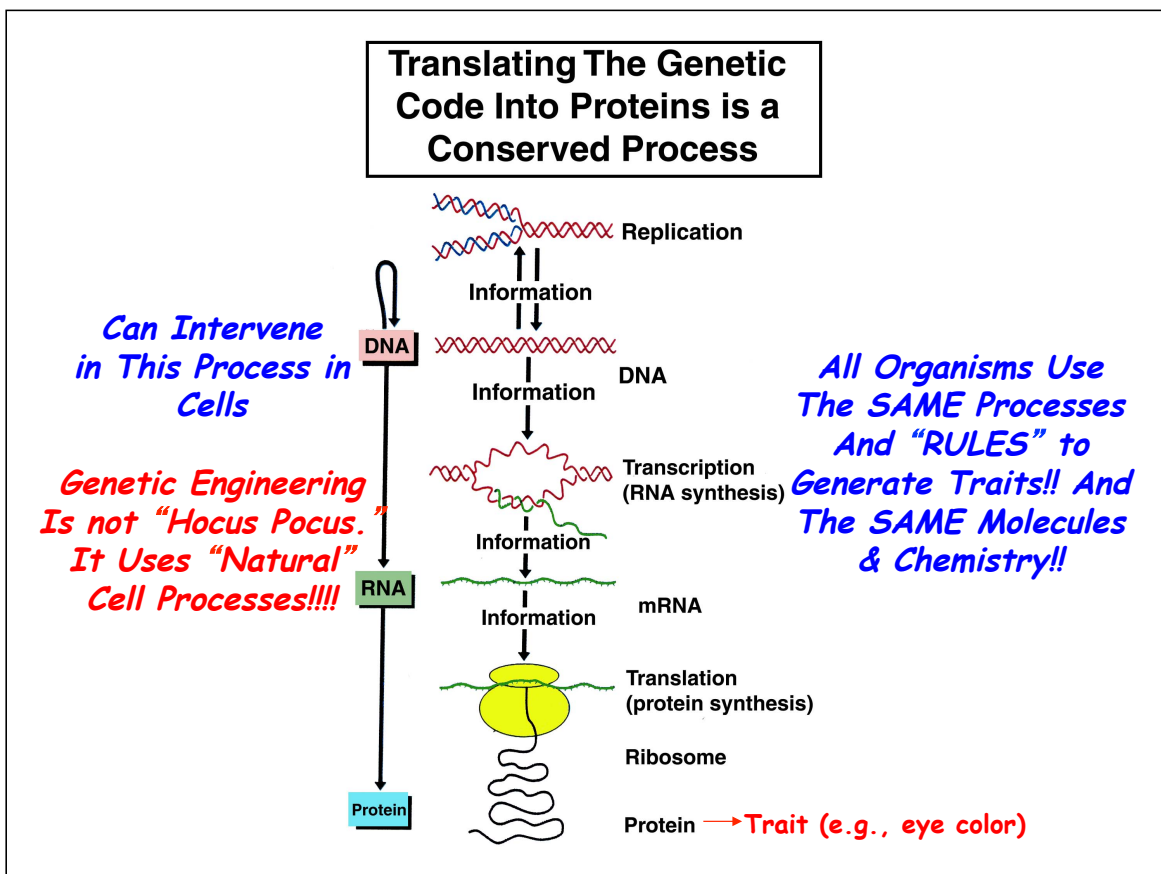 Translating The Genetic
Code Into Proteins is a
Conserved Process
Replication
Information
Can Intervene
in This Process in
Cells
DNA
Information
DNA
All Organisms Use
The SAME Processes
And “RULES” to
Generate Traits!! And
The SAME Molecules
& Chemistry!!
Genetic Engineering
Is not “Hocus Pocus.”
It Uses “Natural”
Cell Processes!!!!
Transcription
(RNA synthesis)
Information
RNA
mRNA
Information
Translation
(protein synthesis)
Ribosome
Protein
Protein
Trait (e.g., eye color)